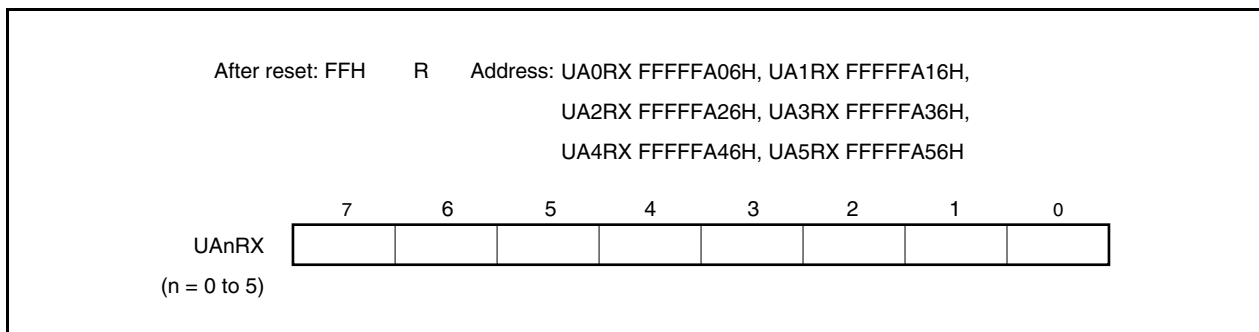 After reset: FFH R Address: UA0RX FFFFFA06H, UA1RX FFFFFA16H,
UA2RX FFFFFA26H, UA3RX FFFFFA36H,
UA4RX FFFFFA46H, UA5RX FFFFFA56H
7 6 5 4 3 2 1 0
UAnRX
(n = 0 to 5)